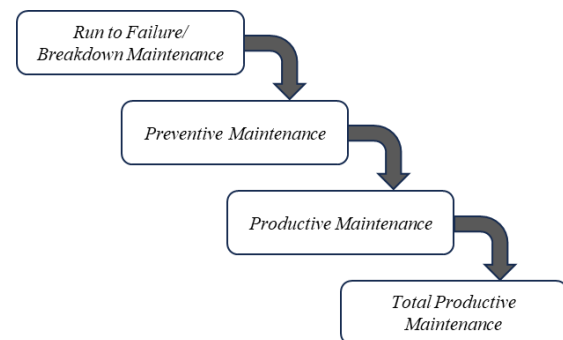 Run to Failure/
Breakdown Maintenance
Preventive Maintenance
Productive Maintenance
Total Productive
Maintenance